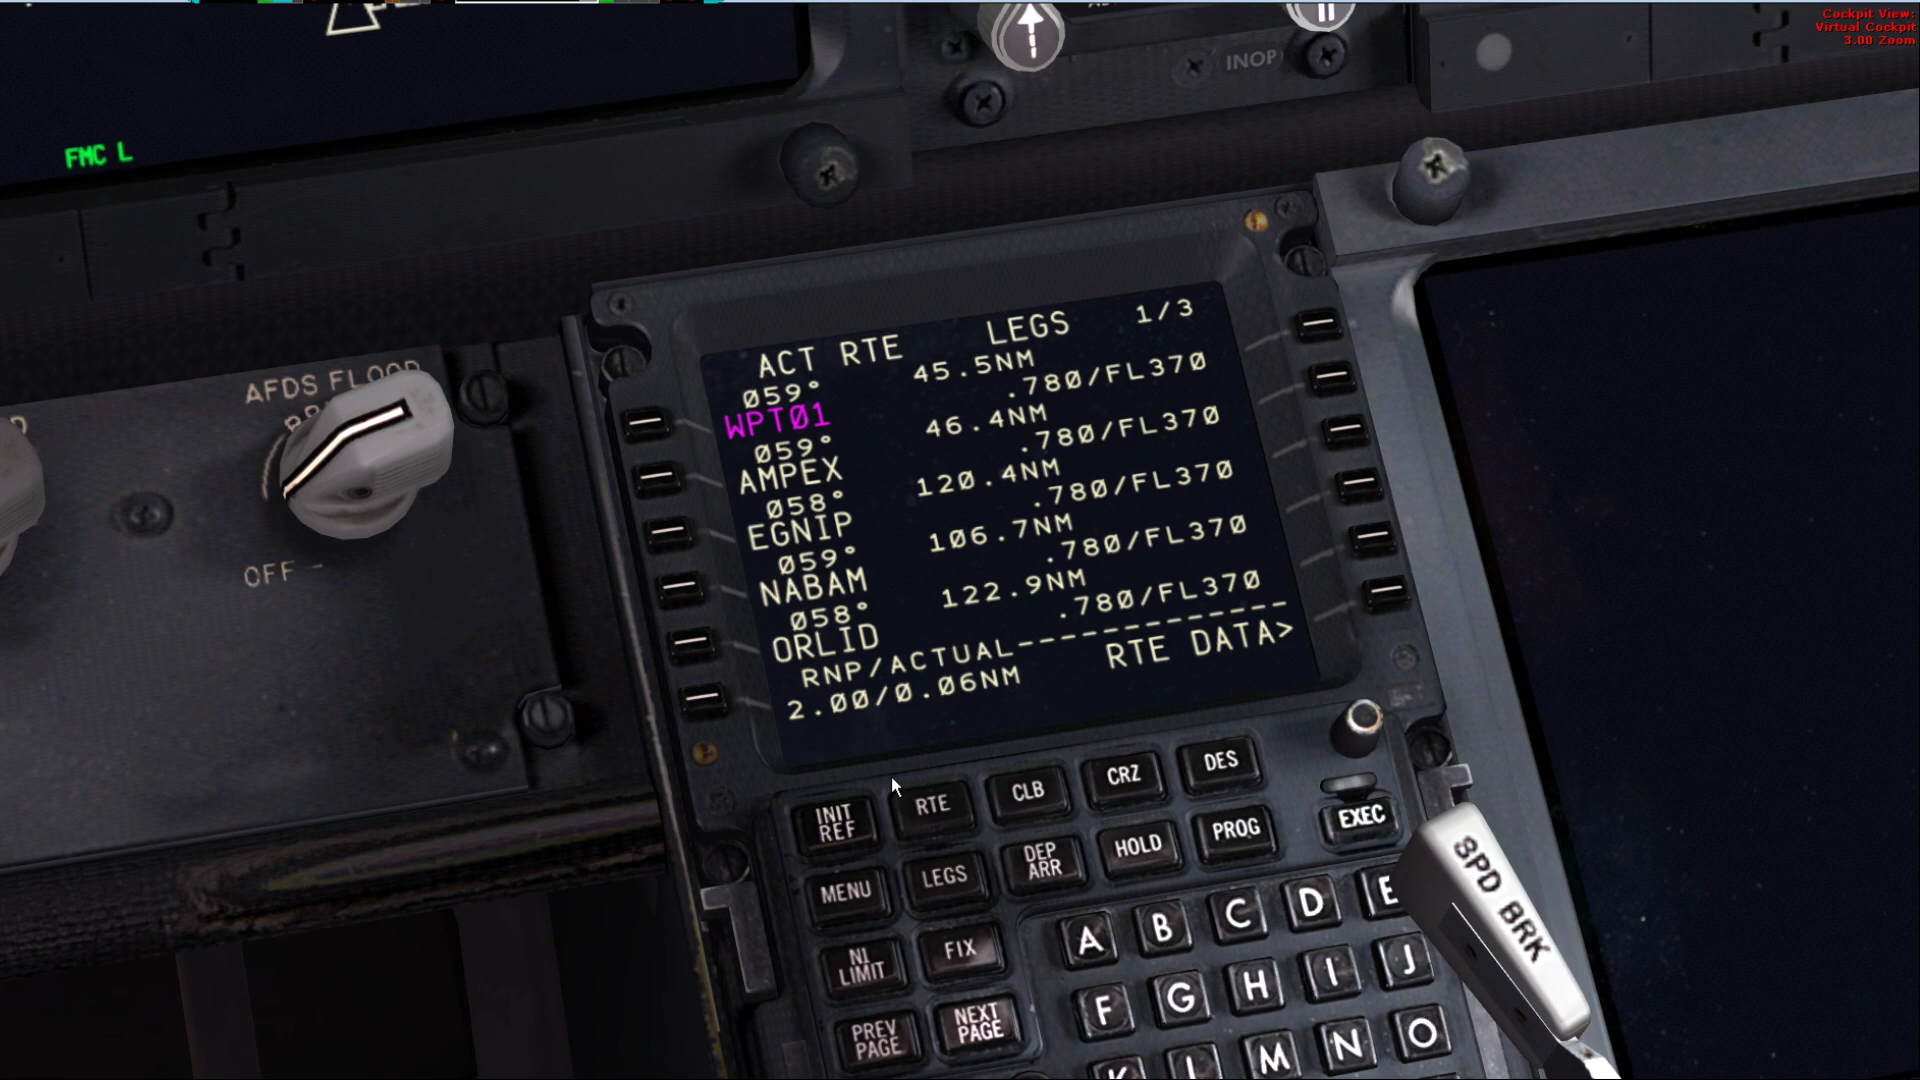 Cockpit View:
Virtual Cockpit
3.00 Zoom
INOP
FMC L
AFDS FLOOD
OFF -
ACT RTE LEGS 1/3
059° 45.5NM
WPT01 .780/FL370
059° 46.4NM
AMPEX .780/FL370
058° 120.4NM
EGNIP .780/FL370
059° 106.7NM
NABAM .780/FL370
058° 122.9NM
ORLID .780/FL370
RNP/ACTUAL------------
2.00/0.06NM RTE DATA>
INIT REF
RTE
CLB
CRZ
DES
MENU
LEGS
DEP ARR
HOLD
PROG
EXEC
N1 LIMIT
FIX
PREV PAGE
NEXT PAGE
A B C D E
F G H I J
M N O
SPD BRK